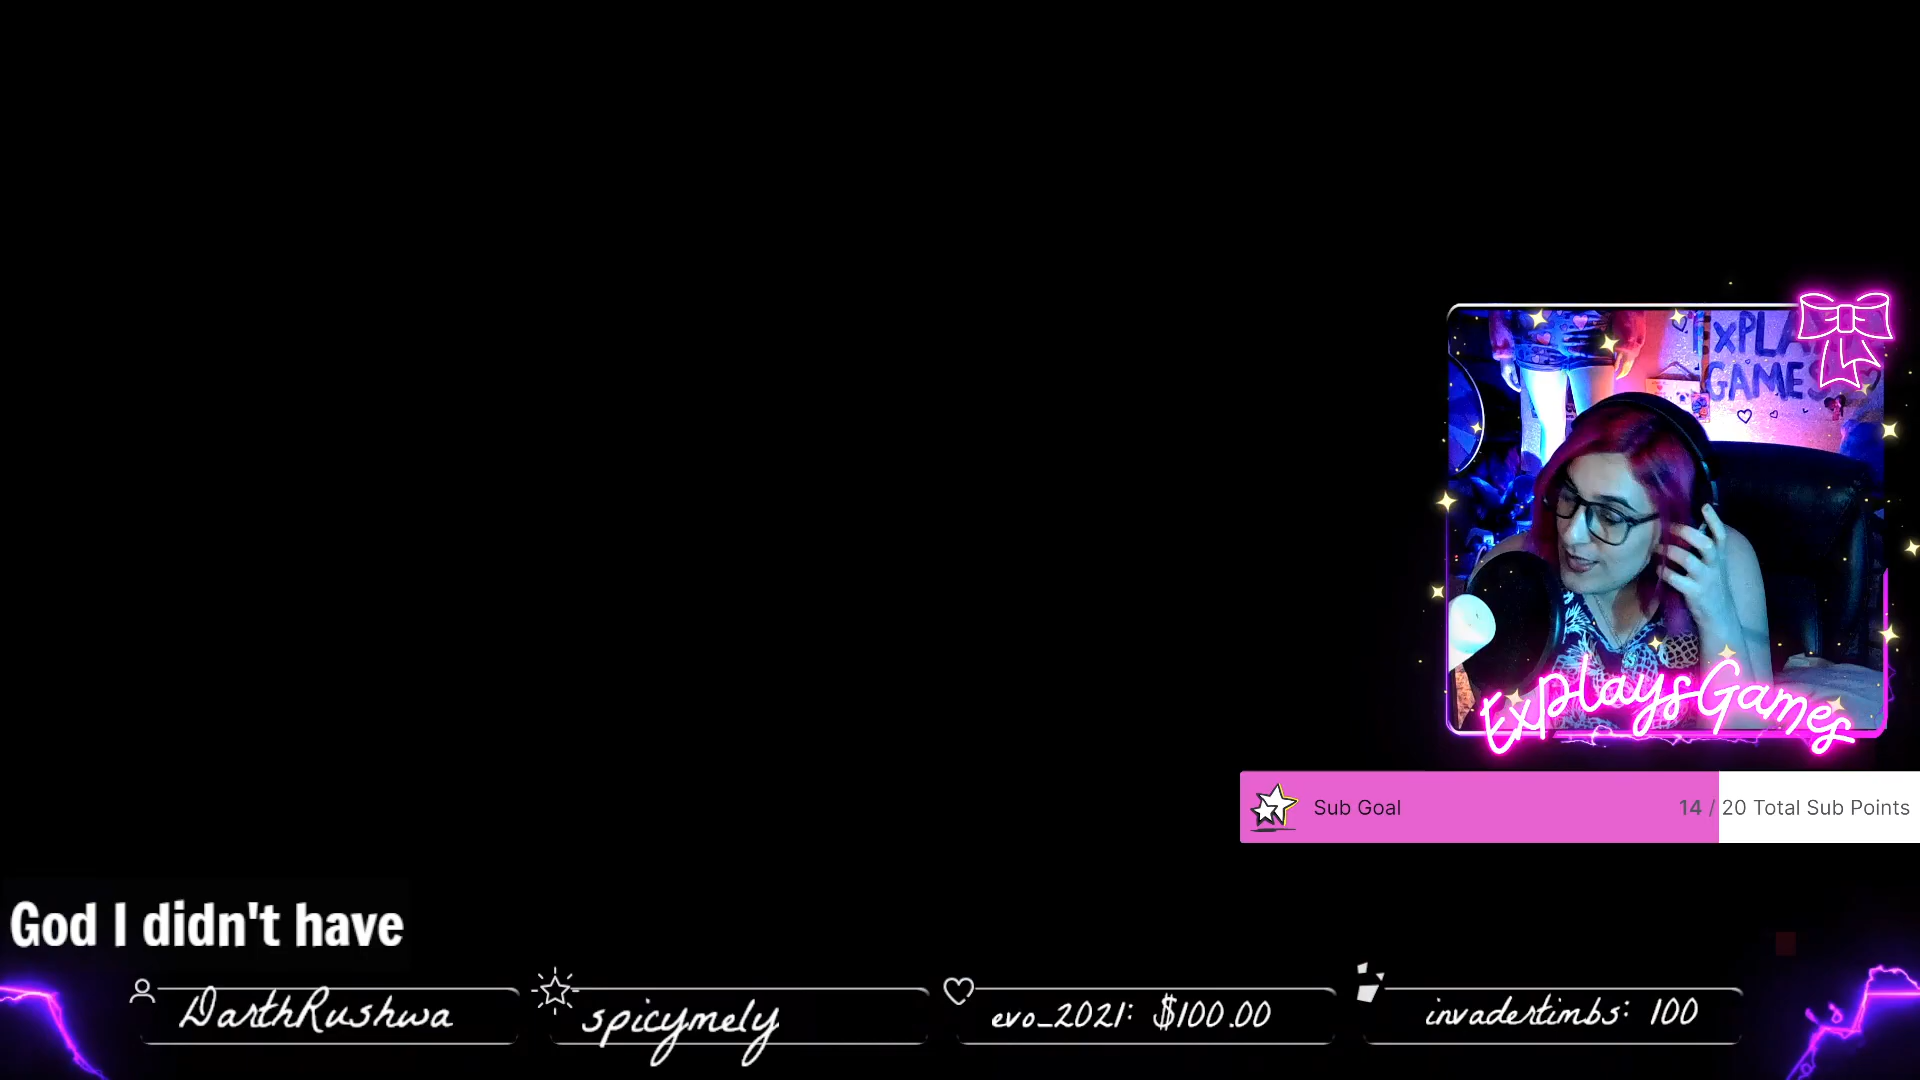 ExPLAYS
GAMES
ExplaysGames
Sub Goal
14 / 20 Total Sub Points
God I didn't have
DarthRushwa
spicymely
evo_2021: $100.00
invadertimbs: 100